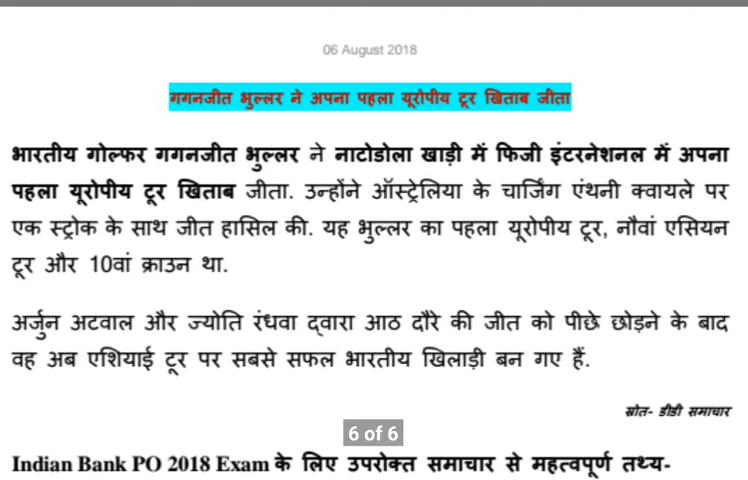 06 August 2018
गगनजीत भुल्लर ने अपना पहला यूरोपीय टूर खिताब जीता
भारतीय गोल्फर गगनजीत भुल्लर ने नाटोडोला खाड़ी में फिजी इंटरनेशनल में अपना
पहला यूरोपीय टूर खिताब जीता. उन्होंने ऑस्ट्रेलिया के चार्जिंग एंथनी क्वायले पर
एक स्ट्रोक के साथ जीत हासिल की. यह भुल्लर का पहला यूरोपीय टूर, नौवां एसियन
टूर और 10वां क्राउन था.
अर्जुन अटवाल और ज्योति रंधवा द्वारा आठ दौरे की जीत को पीछे छोड़ने के बाद
वह अब एशियाई टूर पर सबसे सफल भारतीय खिलाड़ी बन गए हैं.
स्रोत- डीडी समाचार
6 of 6
Indian Bank PO 2018 Exam के लिए उपरोक्त समाचार से महत्वपूर्ण तथ्य-